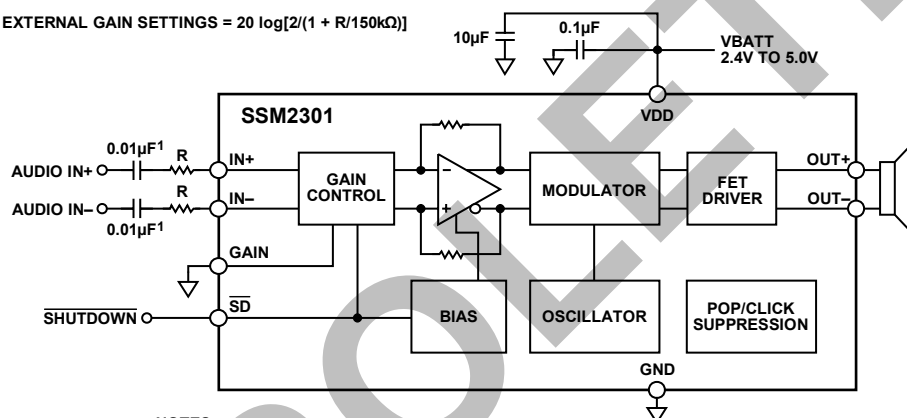 EXTERNAL GAIN SETTINGS = 20 log[2/(1 + R/150kΩ)]
10µF
0.1µF
VBATT
2.4V TO 5.0V
SSM2301
VDD
0.01µF1
R
AUDIO IN+
IN+
GAIN
CONTROL
MODULATOR
FET
DRIVER
OUT+
R
AUDIO IN–
IN–
OUT–
0.01µF1
GAIN
SHUTDOWN
SD
BIAS
OSCILLATOR
POP/CLICK
SUPPRESSION
GND